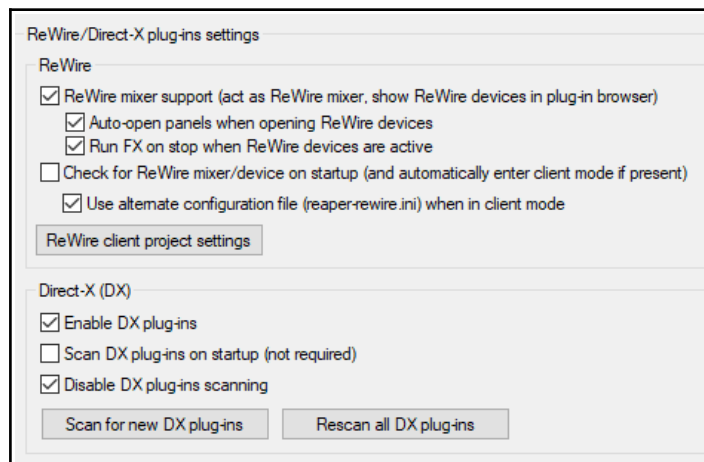 ReWire/Direct-X plug-ins settings
ReWire
ReWire mixer support (act as ReWire mixer, show ReWire devices in plug-in browser)
Auto-open panels when opening ReWire devices
Run FX on stop when ReWire devices are active
Check for ReWire mixer/device on startup (and automatically enter client mode if present)
Use alternate configuration file (reaper-rewire.ini) when in client mode
ReWire client project settings
Direct-X (DX)
Enable DX plug-ins
Scan DX plug-ins on startup (not required)
Disable DX plug-ins scanning
Scan for new DX plug-ins Rescan all DX plug-ins